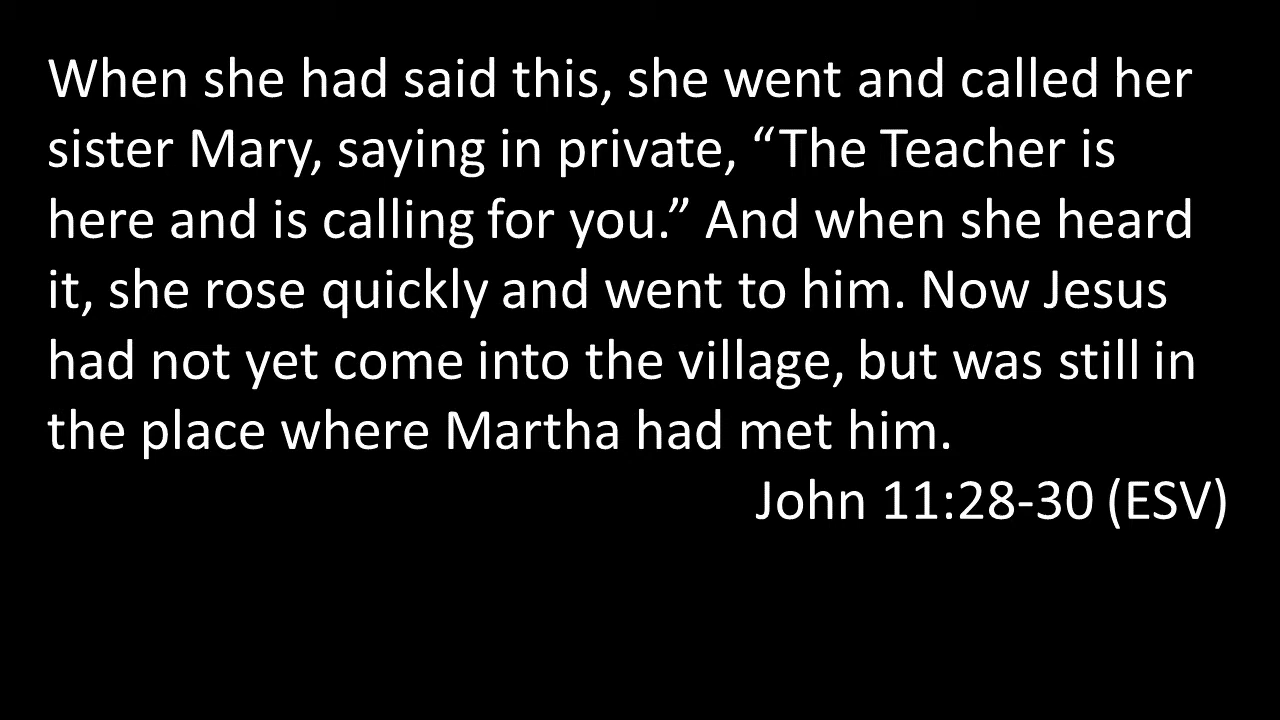 When she had said this, she went and called her
sister Mary, saying in private, “The Teacher is
here and is calling for you.” And when she heard
it, she rose quickly and went to him. Now Jesus
had not yet come into the village, but was still in
the place where Martha had met him.
John 11:28-30 (ESV)